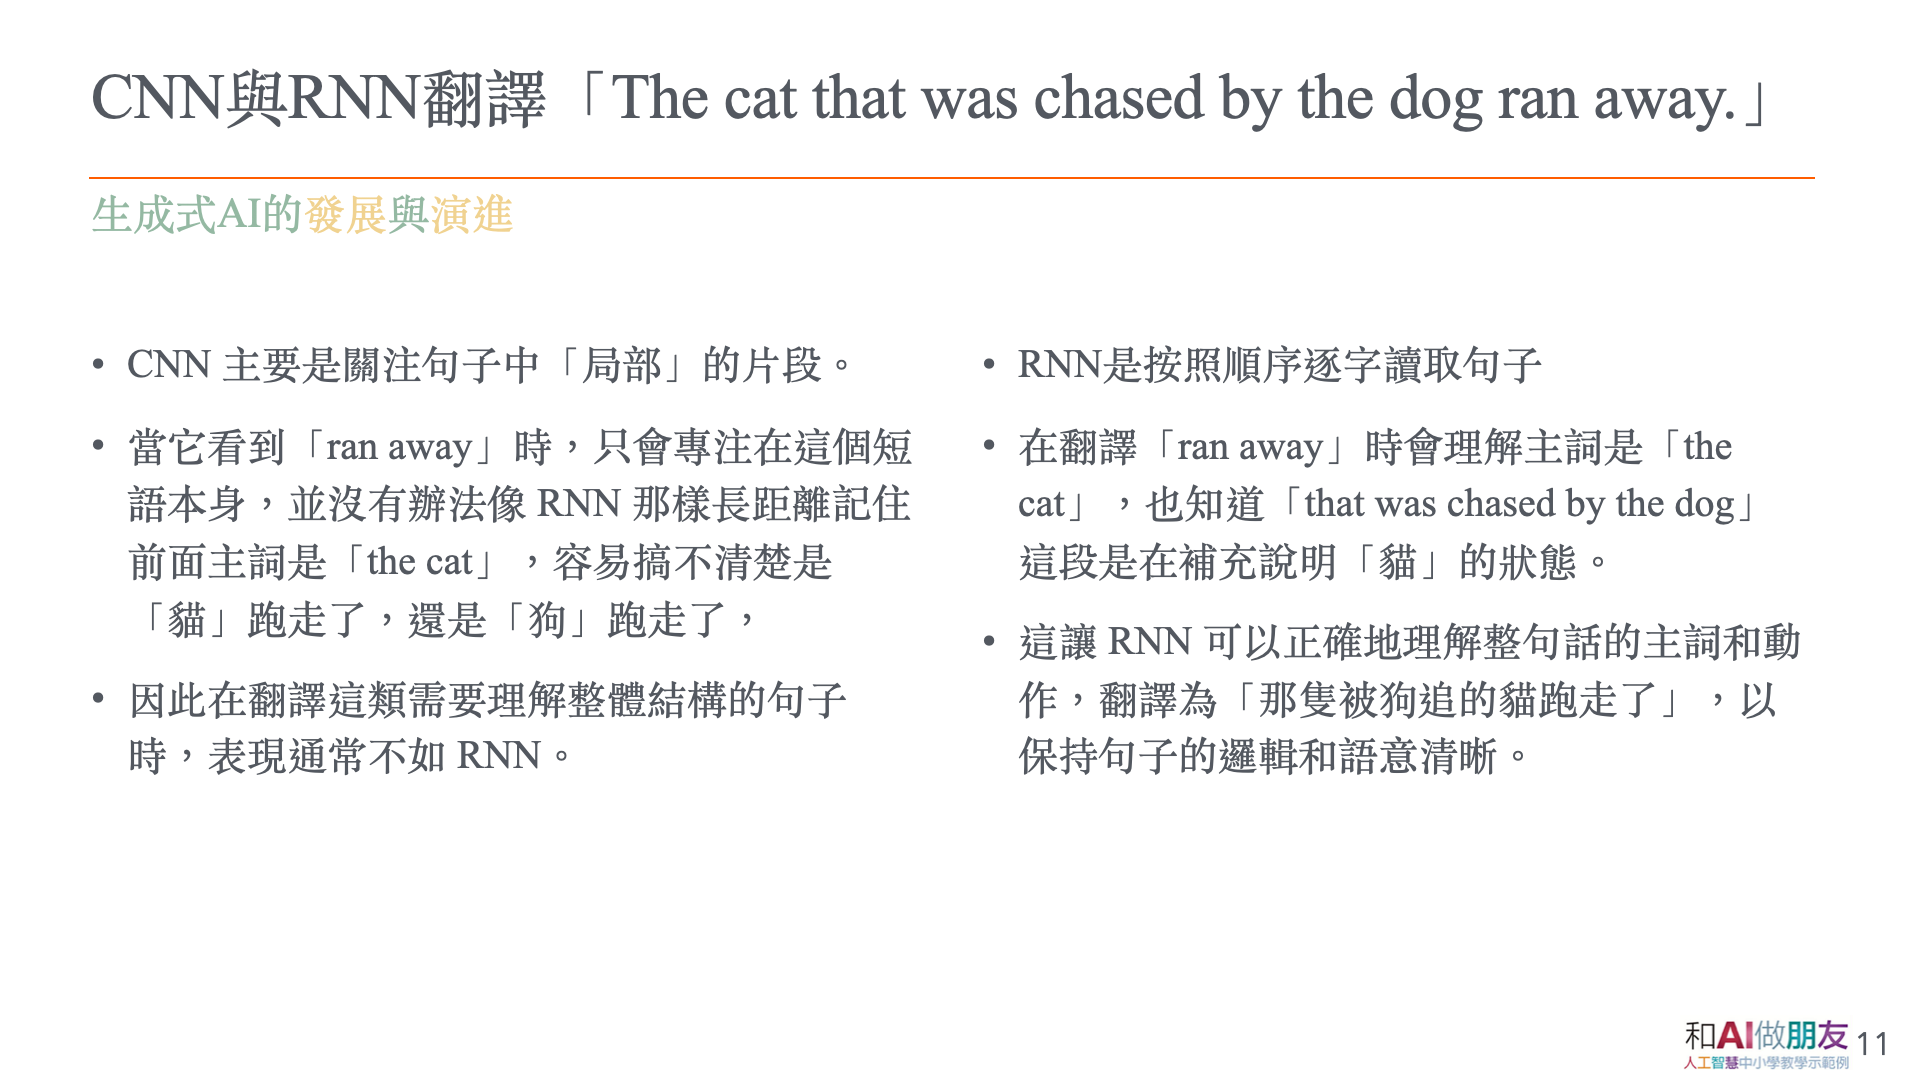 CNN與RNN翻譯「The cat that was chased by the dog ran away.」
生成式AI的發展與演進
• CNN 主要是關注句子中「局部」的片段。
• 當它看到「ran away」時，只會專注在這個短
語本身，並沒有辦法像 RNN 那樣長距離記住
前面主詞是「the cat」，容易搞不清楚是
「貓」跑走了，還是「狗」跑走了，
• 因此在翻譯這類需要理解整體結構的句子
時，表現通常不如 RNN。
• RNN是按照順序逐字讀取句子
• 在翻譯「ran away」時會理解主詞是「the
cat」，也知道「that was chased by the dog」
這段是在補充說明「貓」的狀態。
• 這讓 RNN 可以正確地理解整句話的主詞和動
作，翻譯為「那隻被狗追的貓跑走了」，以
保持句子的邏輯和語意清晰。
和AI做朋友
人工智慧中小學教學示範例
11